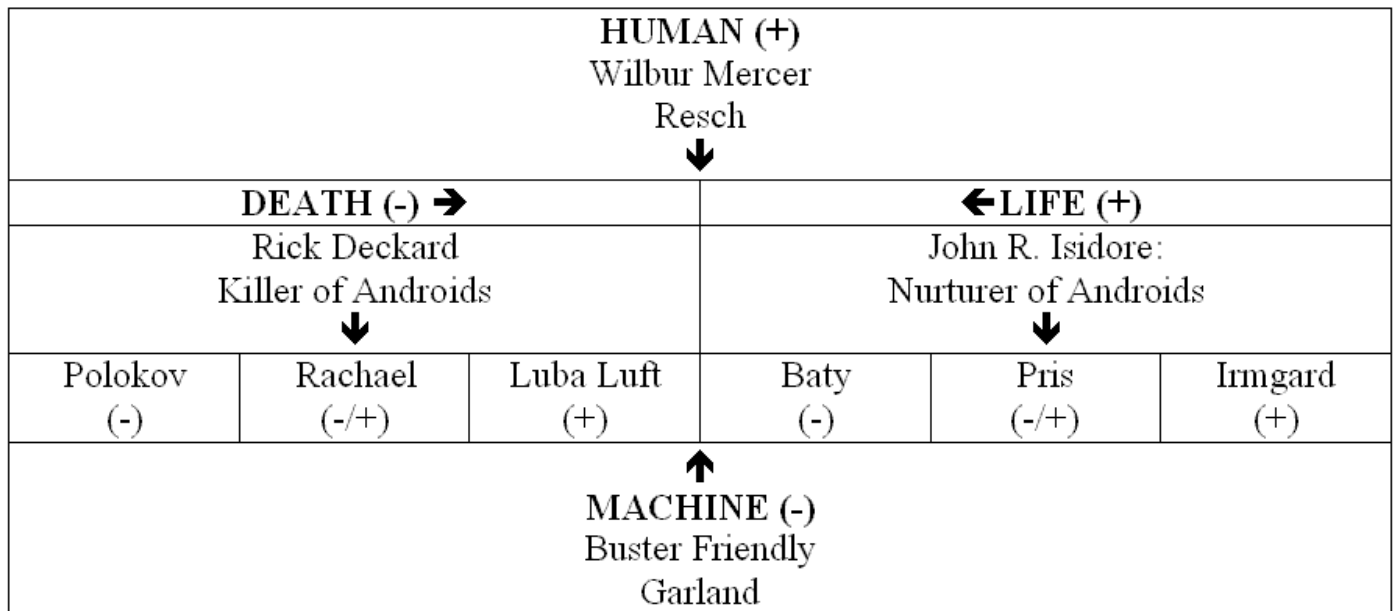 HUMAN (+)
Wilbur Mercer
Resch
🡻
DEATH (-) 🡺
🡸LIFE (+)
Rick Deckard
Killer of Androids
🡻
John R. Isidore:
Nurturer of Androids
🡻
Polokov
(-)
Rachael
(-/+)
Luba Luft
(+)
Baty
(-)
Pris
(-/+)
Irmgard
(+)
🡹
MACHINE (-)
Buster Friendly
Garland